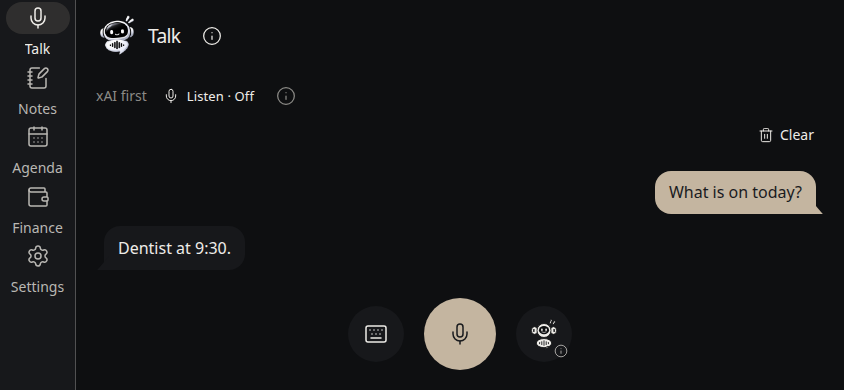 Talk
Notes
Agenda
Finance
Settings
Talk
xAI first
Listen · Off
Clear
What is on today?
Dentist at 9:30.